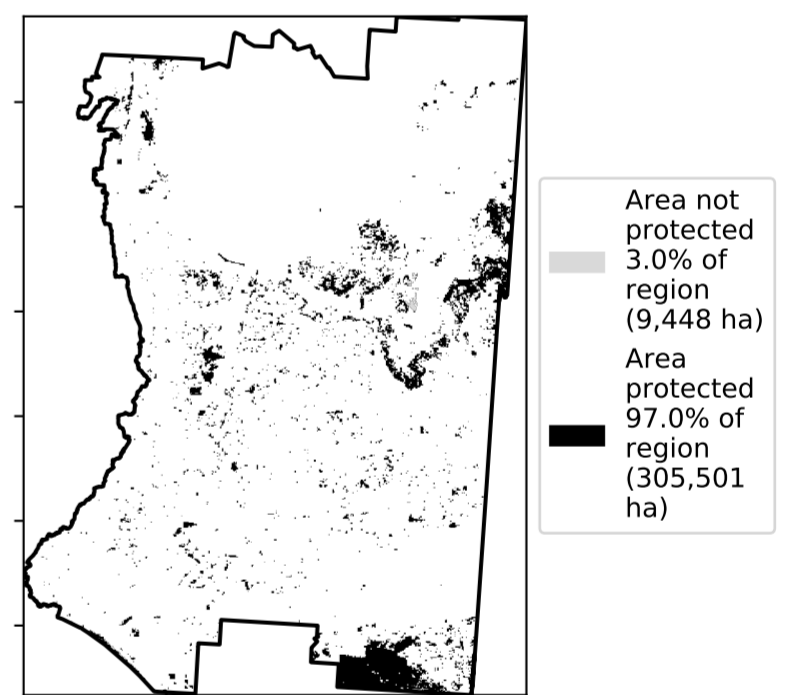 Area not
protected
3.0% of
region
(9,448 ha)
Area
protected
97.0% of
region
(305,501
ha)